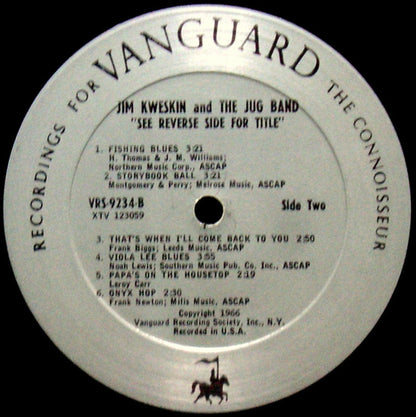 RECORDINGS FOR VANGUARD THE CONNOISSEUR
JIM KWESKIN and THE JUG BAND
"SEE REVERSE SIDE FOR TITLE"
1. FISHING BLUES 3:21
H. Thomas & J. M. Williams;
Northern Music Corp., ASCAP
2. STORYBOOK BALL 3:21
Montgomery & Perry; Melrose Music, ASCAP
VRS-9234-B
Side Two
XTV 123059
3. THAT'S WHEN I'LL COME BACK TO YOU 2:50
Frank Biggs; Leeds Music, ASCAP
4. VIOLA LEE BLUES 3:55
Noah Lewis; Southern Music Pub. Co. Inc., ASCAP
5. PAPA'S ON THE HOUSETOP 2:19
Leroy Carr
6. ONYX HOP 2:30
Frank Newton; Mills Music, ASCAP
Copyright 1966
Vanguard Recording Society, Inc., N.Y.
Recorded in U.S.A.